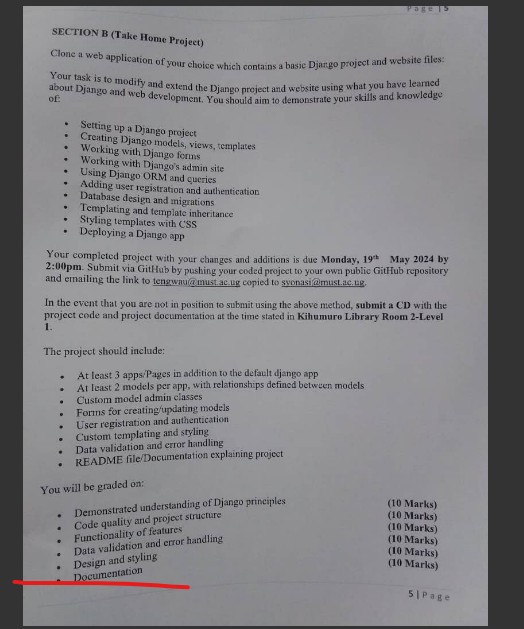 Page 15
SECTION B (Take Home Project)
Clone a web application of your choice which contains a basic Django project and website files:
Your task is to modify and extend the Django project and website using what you have learned
about Django and web development. You should aim to demonstrate your skills and knowledge
of:
• Setting up a Django project
• Creating Django models, views, templates
• Working with Django forms
• Working with Django's admin site
• Using Django ORM and queries
• Adding user registration and authentication
• Database design and migrations
• Templating and template inheritance
• Styling templates with CSS
• Deploying a Django app
Your completed project with your changes and additions is due Monday, 19th May 2024 by
2:00pm. Submit via GitHub by pushing your coded project to your own public GitHub repository
and emailing the link to tengwau@must.ac.ug copied to syonasi@must.ac.ug.
In the event that you are not in position to submit using the above method, submit a CD with the
project code and project documentation at the time stated in Kihumuro Library Room 2-Level
1.
The project should include:
• At least 3 apps/Pages in addition to the default django app
• At least 2 models per app, with relationships defined between models
• Custom model admin classes
• Forms for creating/updating models
• User registration and authentication
• Custom templating and styling
• Data validation and error handling
• README file/Documentation explaining project
You will be graded on:
• Demonstrated understanding of Django principles (10 Marks)
• Code quality and project structure (10 Marks)
• Functionality of features (10 Marks)
• Data validation and error handling (10 Marks)
• Design and styling (10 Marks)
• Documentation (10 Marks)
5 | Page